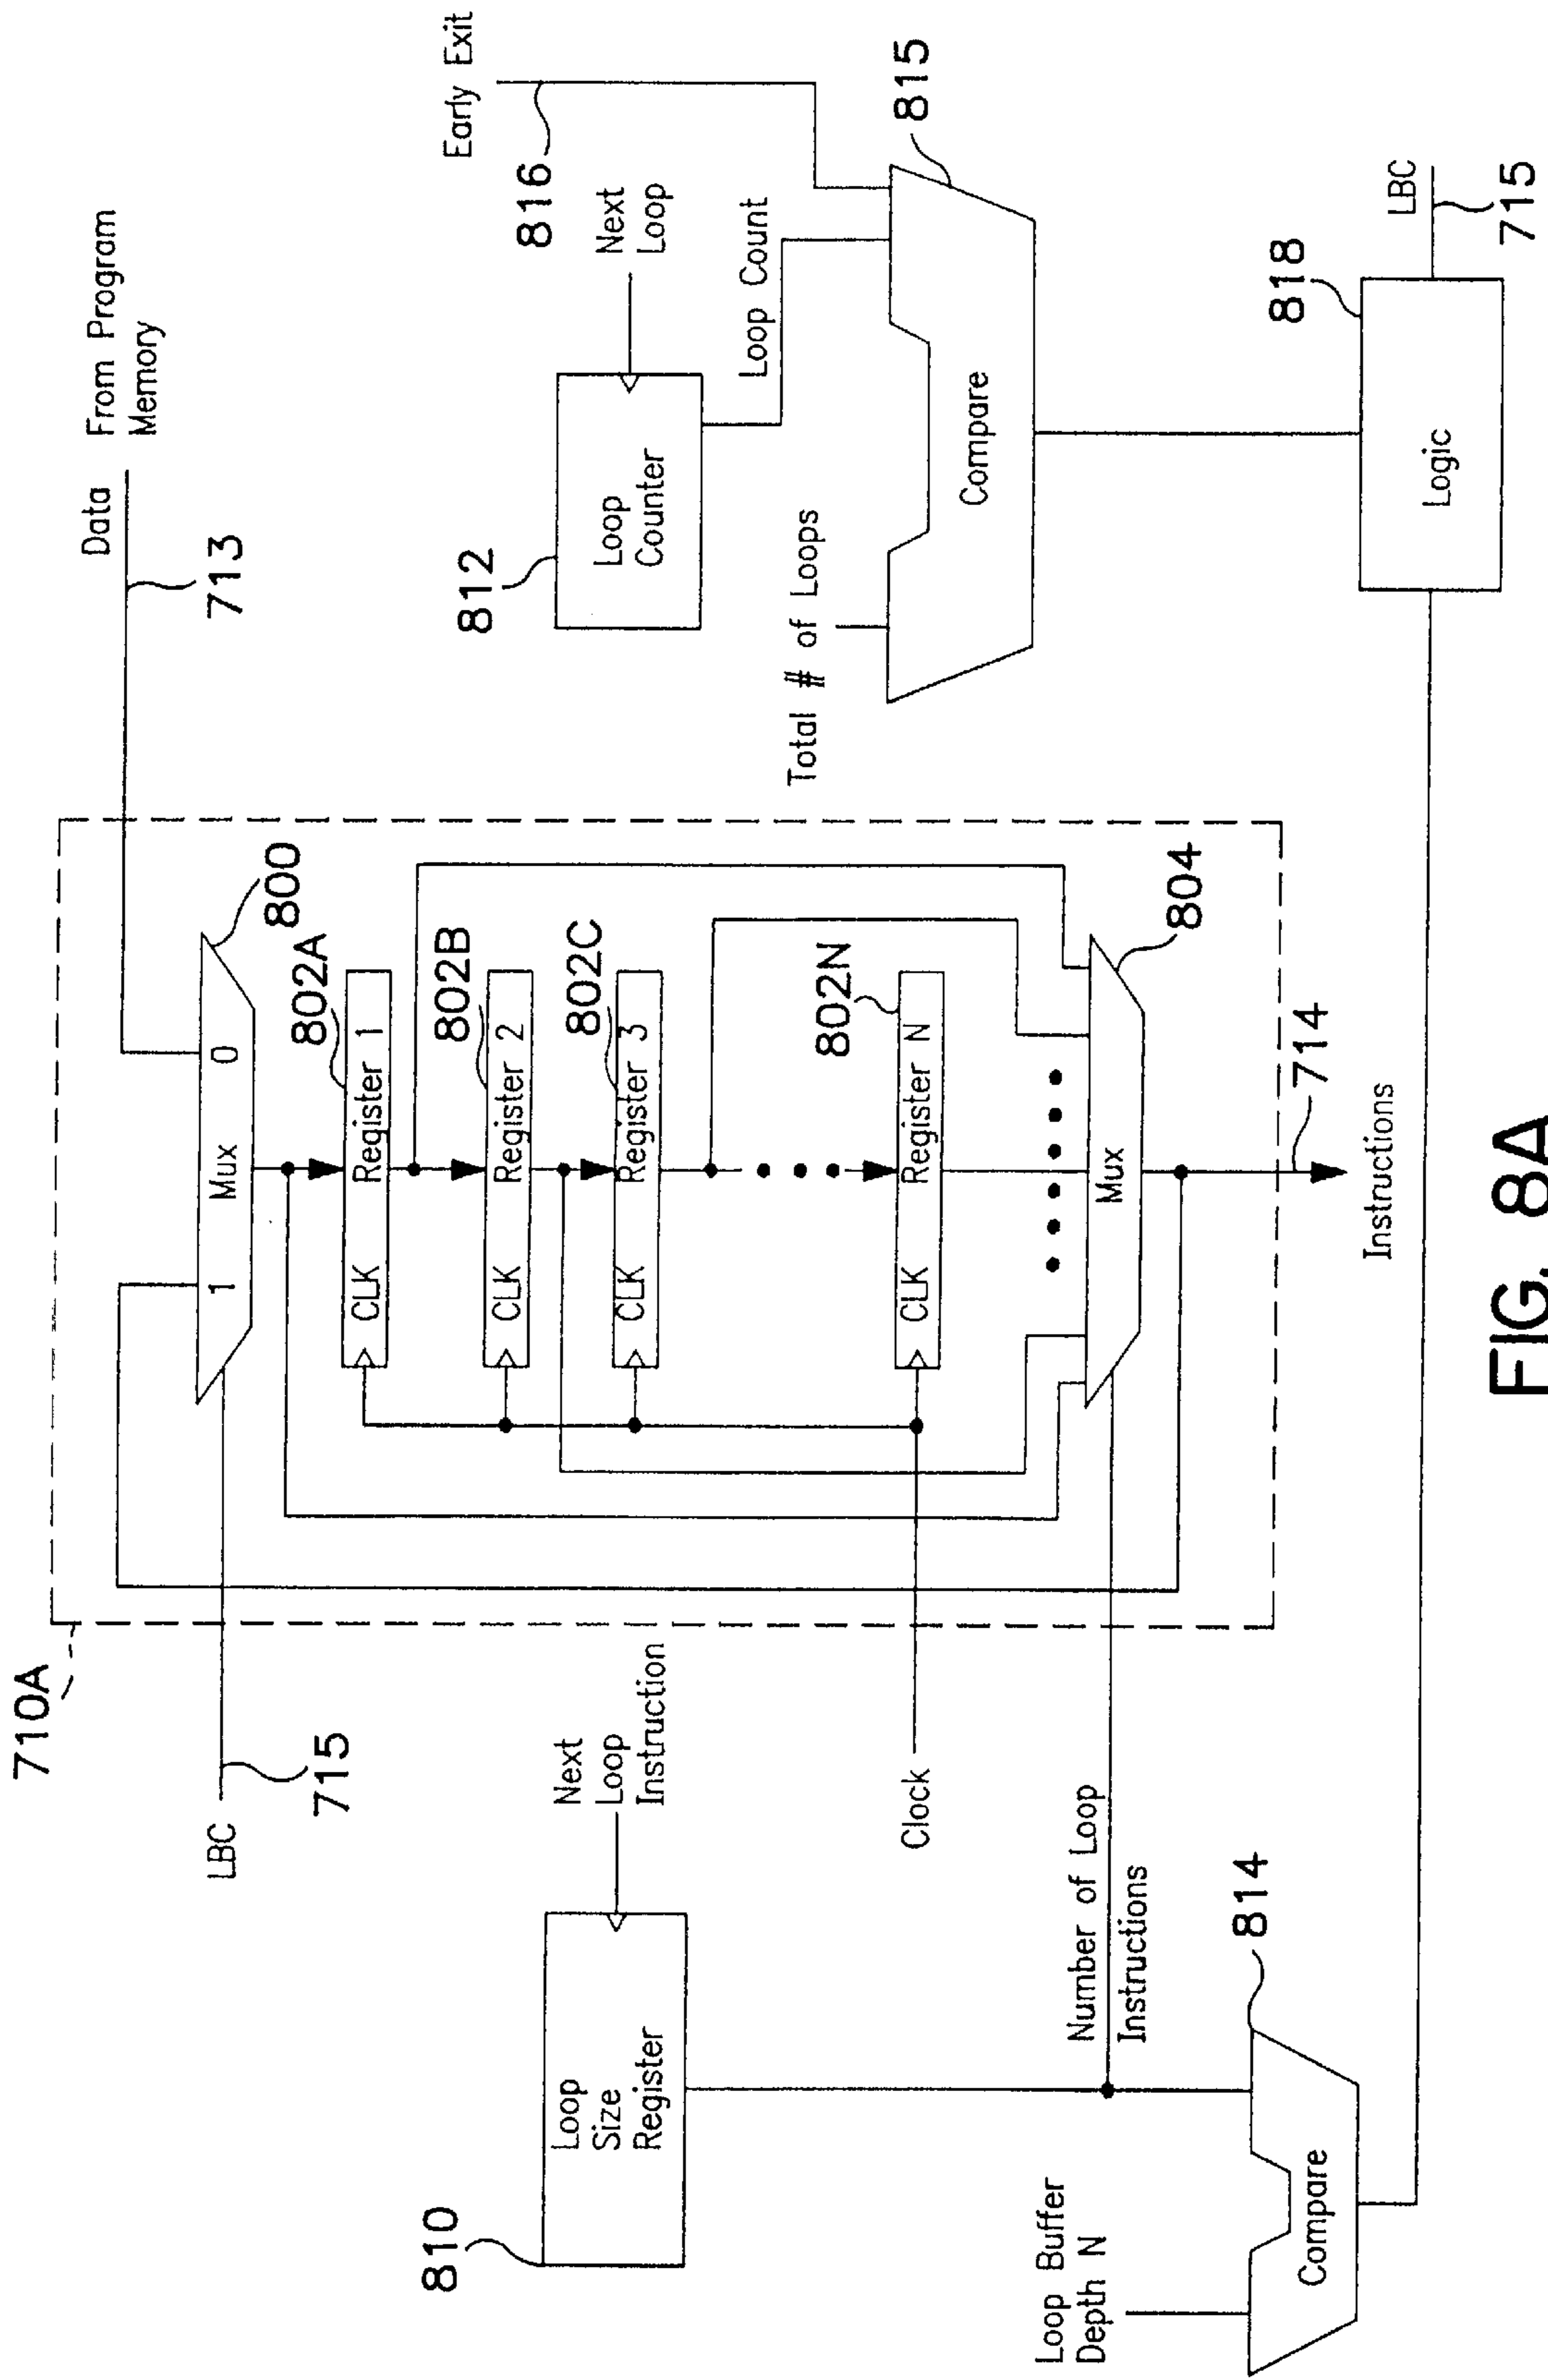 710A
LBC
715
Data
From Program
Memory
713
1
Mux
0
800
CLK
Register 1
802A
CLK
Register 2
802B
CLK
Register 3
802C
CLK
Register N
802N
Mux
804
714
Instructions
Clock
810
Loop
Size
Register
Next
Loop
Instruction
Number of Loop
Instructions
Loop Buffer
Depth N
Compare
814
812
Loop
Counter
Next
Loop
Early Exit
816
Loop Count
Total # of Loops
Compare
815
818
Logic
LBC
715
FIG. 8A